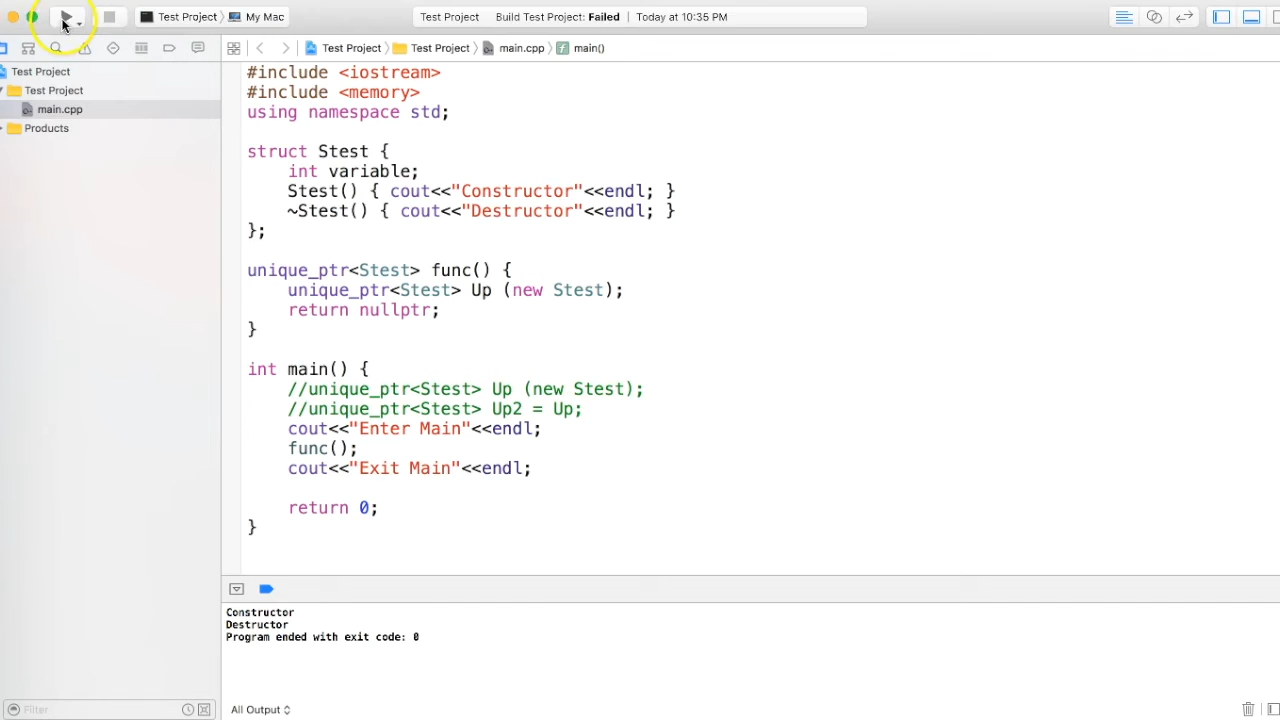 Test Project 〉 My Mac
Test Project Build Test Project: Failed | Today at 10:35 PM
Test Project 〉 Test Project 〉 main.cpp 〉 main()
Test Project
Test Project
main.cpp
Products
#include <iostream>
#include <memory>
using namespace std;
struct Stest {
int variable;
Stest() { cout<<"Constructor"<<endl; }
~Stest() { cout<<"Destructor"<<endl; }
};
unique_ptr<Stest> func() {
unique_ptr<Stest> Up (new Stest);
return nullptr;
}
int main() {
//unique_ptr<Stest> Up (new Stest);
//unique_ptr<Stest> Up2 = Up;
cout<<"Enter Main"<<endl;
func();
cout<<"Exit Main"<<endl;
return 0;
}
Constructor
Destructor
Program ended with exit code: 0
Filter
All Output